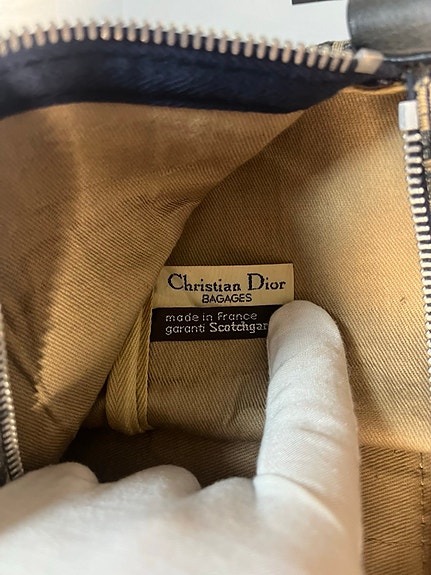 Christian Dior
BAGAGES
made in France
garanti Scotchgar